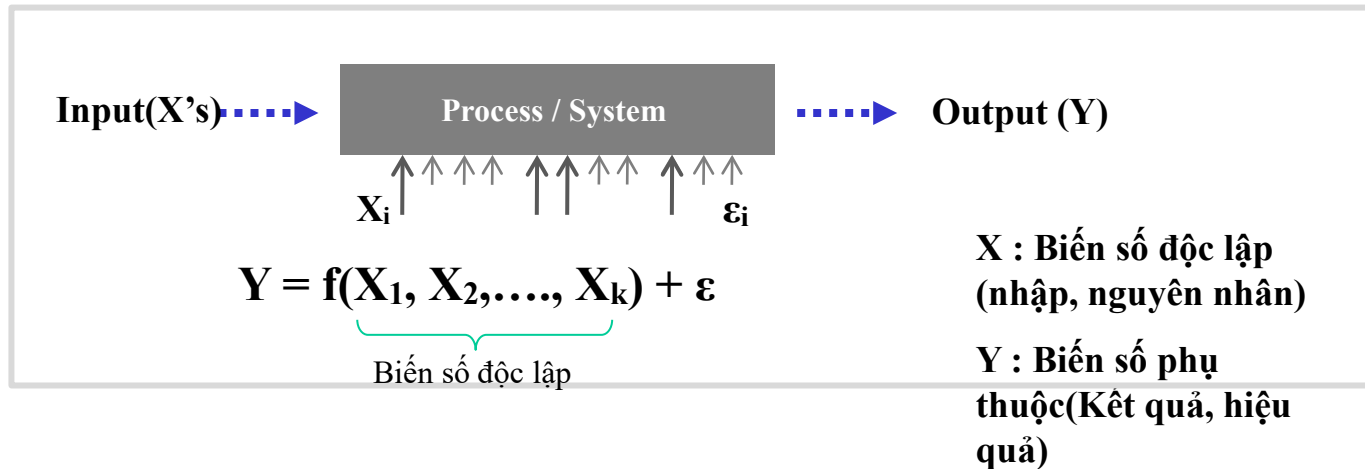 Input(X’s)
Process / System
Output (Y)
Xᵢ
εᵢ
Y = f(X₁, X₂,…., Xₖ) + ε
Biến số độc lập
X : Biến số độc lập
(nhập, nguyên nhân)
Y : Biến số phụ
thuộc(Kết quả, hiệu
quả)